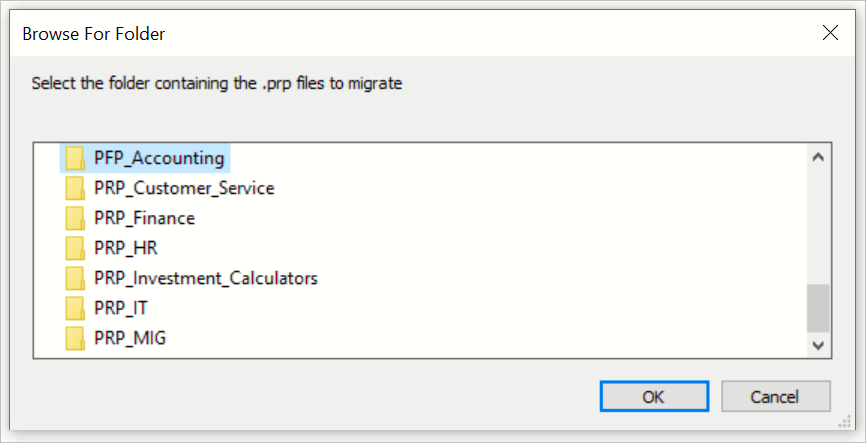 Browse For Folder
Select the folder containing the .prp files to migrate
PFP_Accounting
PRP_Customer_Service
PRP_Finance
PRP_HR
PRP_Investment_Calculators
PRP_IT
PRP_MIG
OK
Cancel